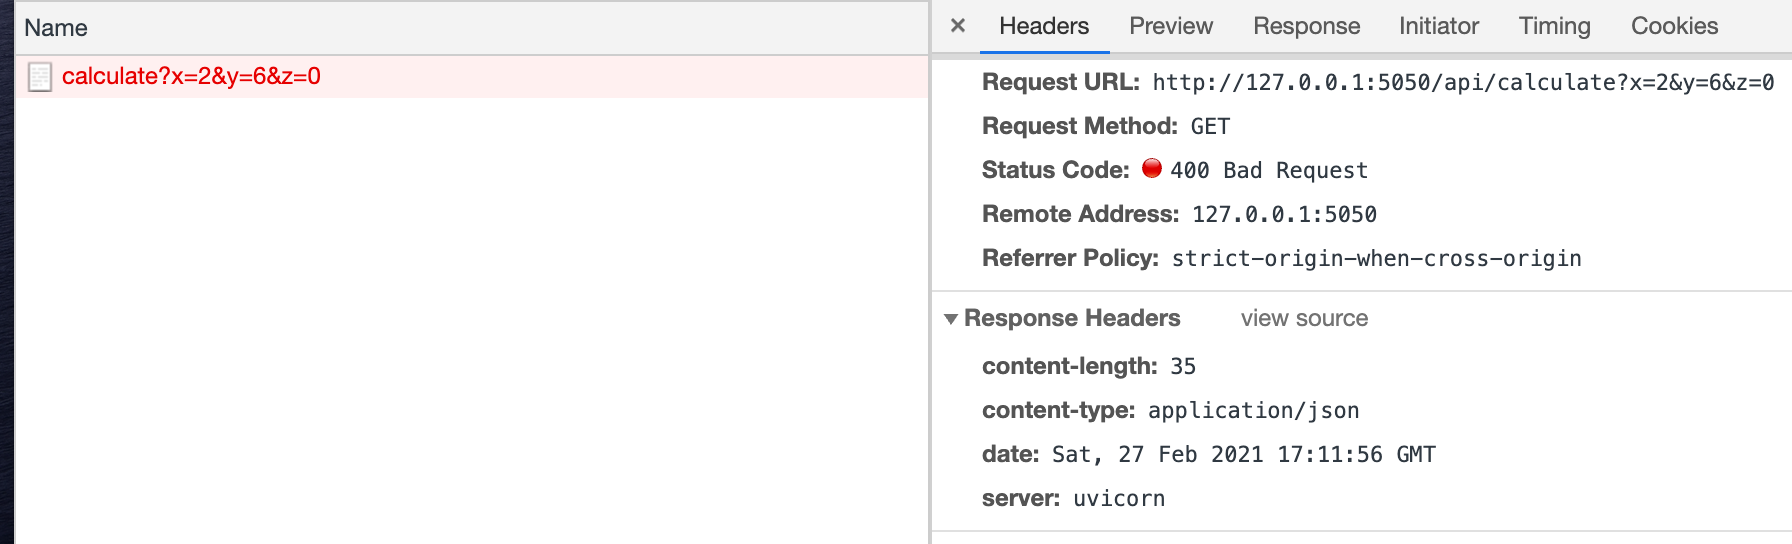 Name
calculate?x=2&y=6&z=0
× Headers Preview Response Initiator Timing Cookies
Request URL: http://127.0.0.1:5050/api/calculate?x=2&y=6&z=0
Request Method: GET
Status Code: 400 Bad Request
Remote Address: 127.0.0.1:5050
Referrer Policy: strict-origin-when-cross-origin
Response Headers view source
content-length: 35
content-type: application/json
date: Sat, 27 Feb 2021 17:11:56 GMT
server: uvicorn